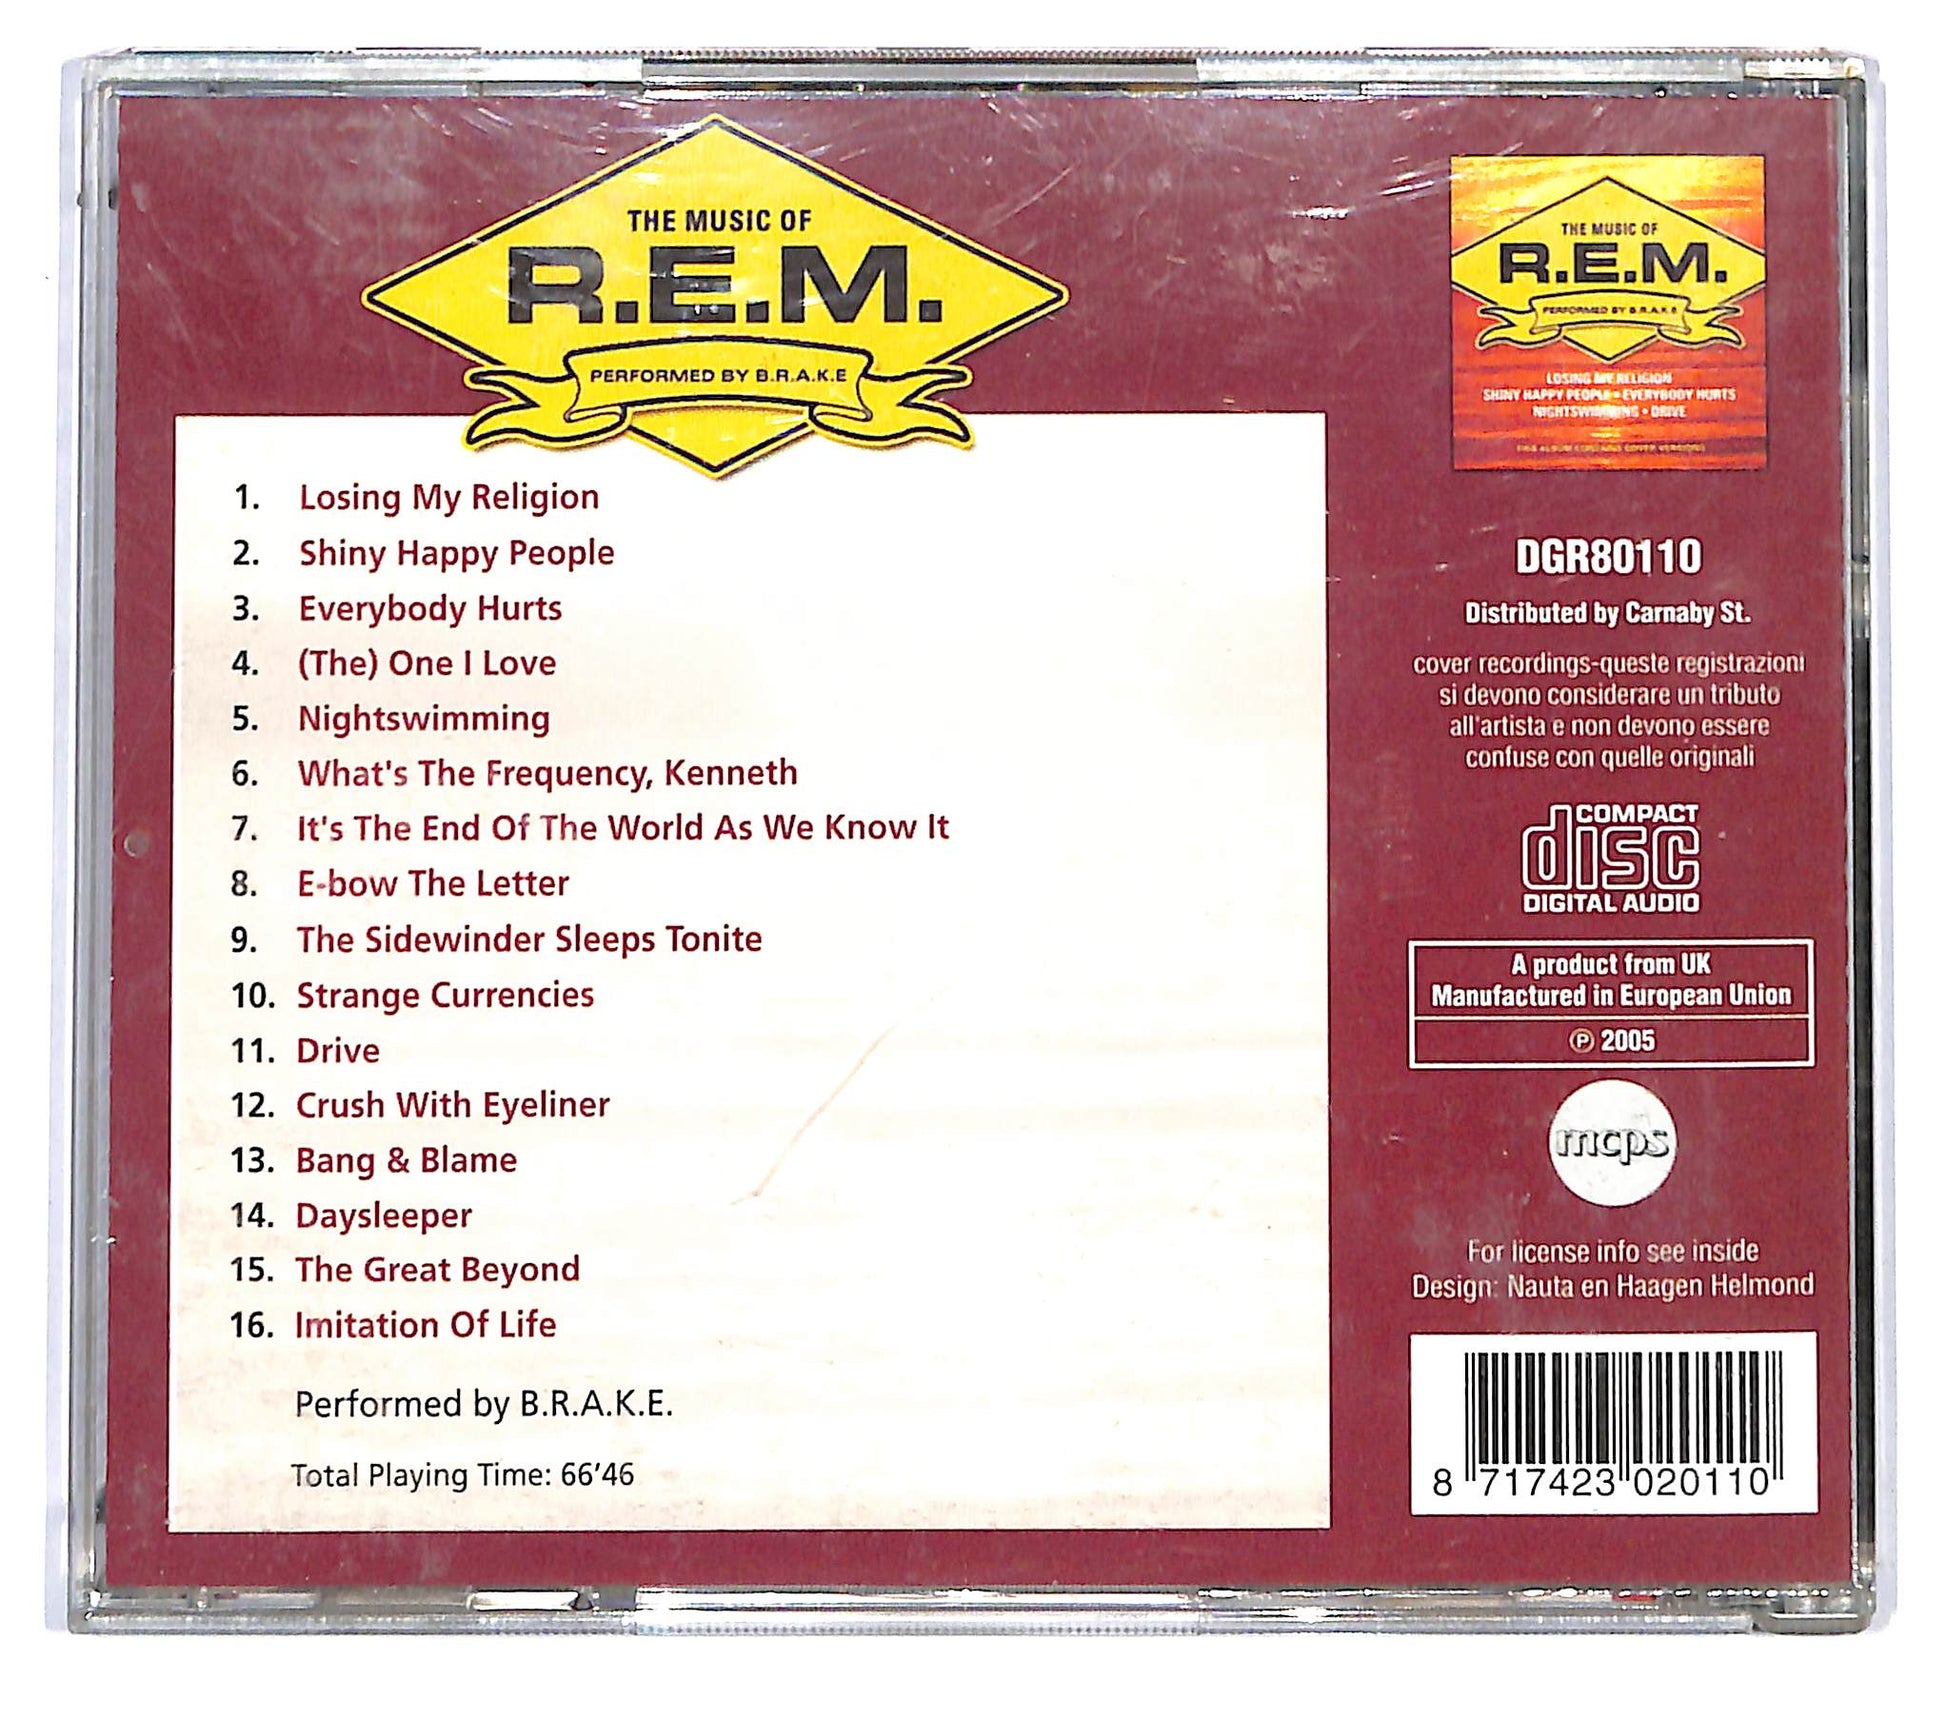 THE MUSIC OF
R.E.M.
PERFORMED BY B.R.A.K.E
1. Losing My Religion
2. Shiny Happy People
3. Everybody Hurts
4. (The) One I Love
5. Nightswimming
6. What's The Frequency, Kenneth
7. It's The End Of The World As We Know It
8. E-bow The Letter
9. The Sidewinder Sleeps Tonite
10. Strange Currencies
11. Drive
12. Crush With Eyeliner
13. Bang & Blame
14. Daysleeper
15. The Great Beyond
16. Imitation Of Life
Performed by B.R.A.K.E.
Total Playing Time: 66'46
THE MUSIC OF
R.E.M.
PERFORMED BY B.R.A.K.E
LOSING MY RELIGION
SHINY HAPPY PEOPLE • EVERYBODY HURTS
NIGHTSWIMMING • DRIVE
THIS ALBUM CONTAINS COVER VERSIONS
DGR80110
Distributed by Carnaby St.
cover recordings-queste registrazioni
si devono considerare un tributo
all'artista e non devono essere
confuse con quelle originali
COMPACT
disc
DIGITAL AUDIO
A product from UK
Manufactured in European Union
℗ 2005
mcps
For license info see inside
Design: Nauta en Haagen Helmond
8 717423 020110